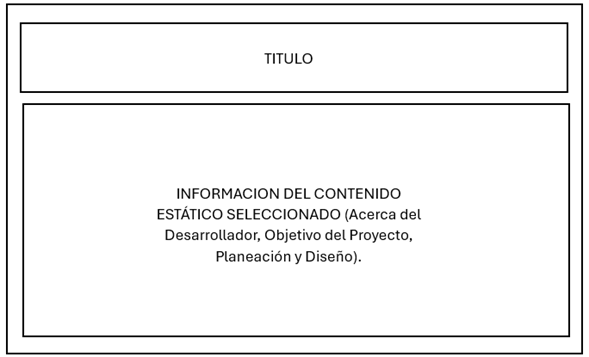 TITULO
INFORMACION DEL CONTENIDO
ESTÁTICO SELECCIONADO (Acerca del
Desarrollador, Objetivo del Proyecto,
Planeación y Diseño).